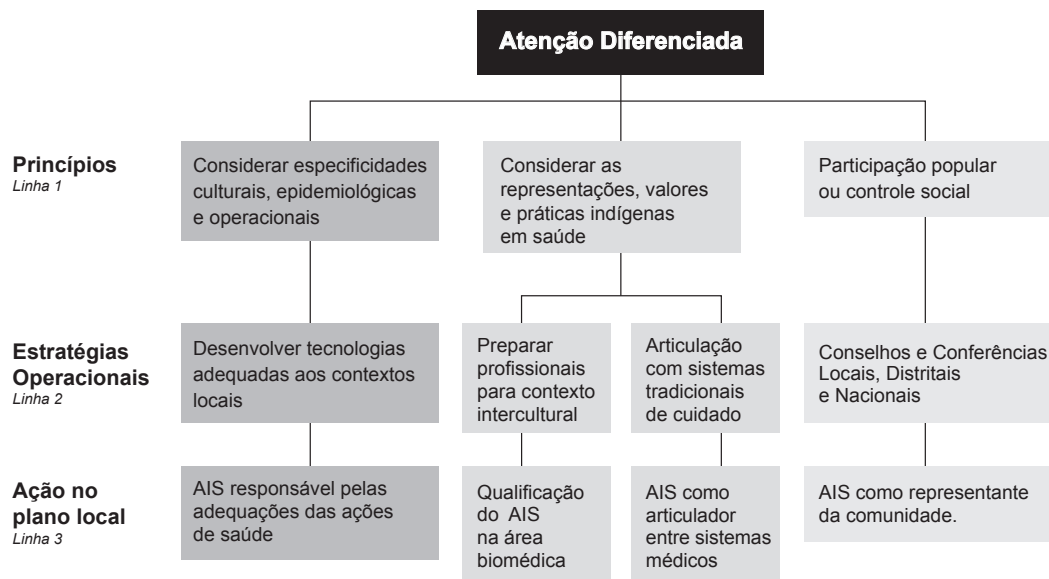 Atenção Diferenciada
Princípios
Linha 1
Considerar especificidades
culturais, epidemiológicas
e operacionais
Considerar as
representações, valores
e práticas indígenas
em saúde
Participação popular
ou controle social
Estratégias
Operacionais
Linha 2
Desenvolver tecnologias
adequadas aos contextos
locais
Preparar
profissionais
para contexto
intercultural
Articulação
com sistemas
tradicionais
de cuidado
Conselhos e Conferências
Locais, Distritais
e Nacionais
Ação no
plano local
Linha 3
AIS responsável pelas
adequações das ações
de saúde
Qualificação
do AIS
na área
biomédica
AIS como
articulador
entre sistemas
médicos
AIS como representante
da comunidade.